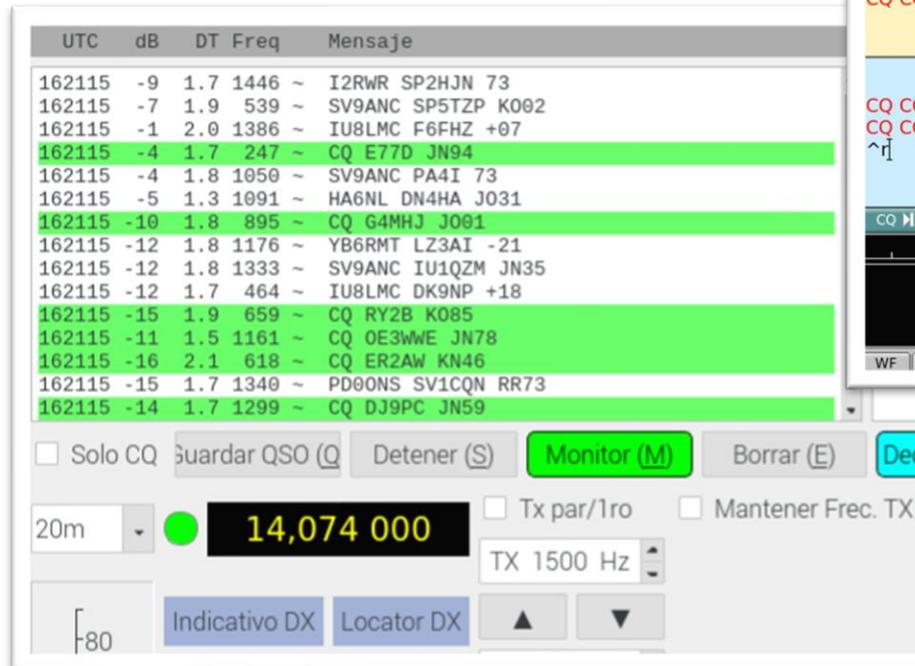 UTC dB DT Freq Mensaje
162115 -9 1.7 1446 ~ I2RWR SP2HJN 73
162115 -7 1.9 539 ~ SV9ANC SP5TZP KO02
162115 -1 2.0 1386 ~ IU8LMC F6FHZ +07
162115 -4 1.7 247 ~ CQ E77D JN94
162115 -4 1.8 1050 ~ SV9ANC PA4I 73
162115 -5 1.3 1091 ~ HA6NL DN4HA JO31
162115 -10 1.8 895 ~ CQ G4MHJ JO01
162115 -12 1.8 1176 ~ YB6RMT LZ3AI -21
162115 -12 1.8 1333 ~ SV9ANC IU1QZM JN35
162115 -12 1.7 464 ~ IU8LMC DK9NP +18
162115 -15 1.9 659 ~ CQ RY2B KO85
162115 -11 1.5 1161 ~ CQ OE3WWE JN78
162115 -16 2.1 618 ~ CQ ER2AW KN46
162115 -15 1.7 1340 ~ PD0ONS SV1CQN RR73
162115 -14 1.7 1299 ~ CQ DJ9PC JN59
CQ
CQ
^r
CQ
WF
Solo CQ Guardar QSO (Q Detener (S) Monitor (M) Borrar (E)
20m 14,074 000 Tx par/1ro Mantener Frec. TX
TX 1500 Hz
Indicativo DX Locator DX
80